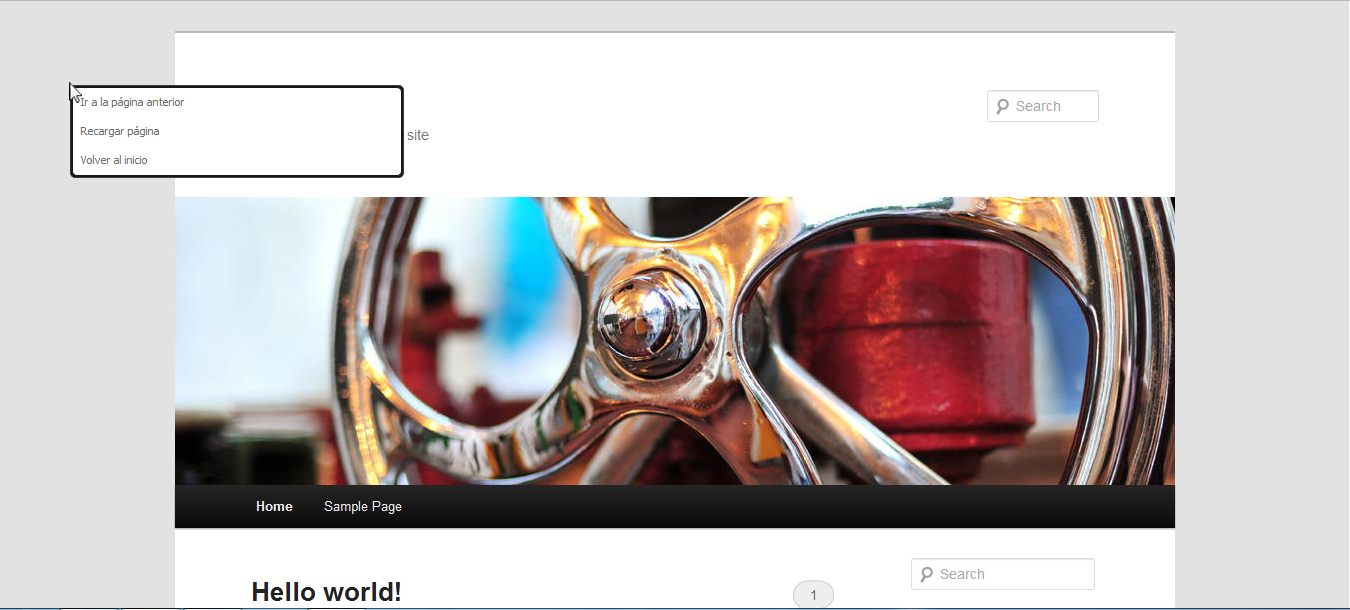 Ir a la página anterior
Recargar página
Volver al inicio
site
Search
Home
Sample Page
Search
Hello world!
1